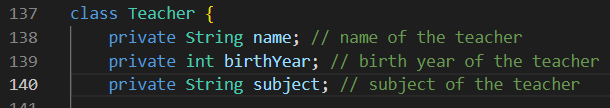 137 class Teacher {
138 private String name; // name of the teacher
139 private int birthYear; // birth year of the teacher
140 private String subject; // subject of the teacher
141